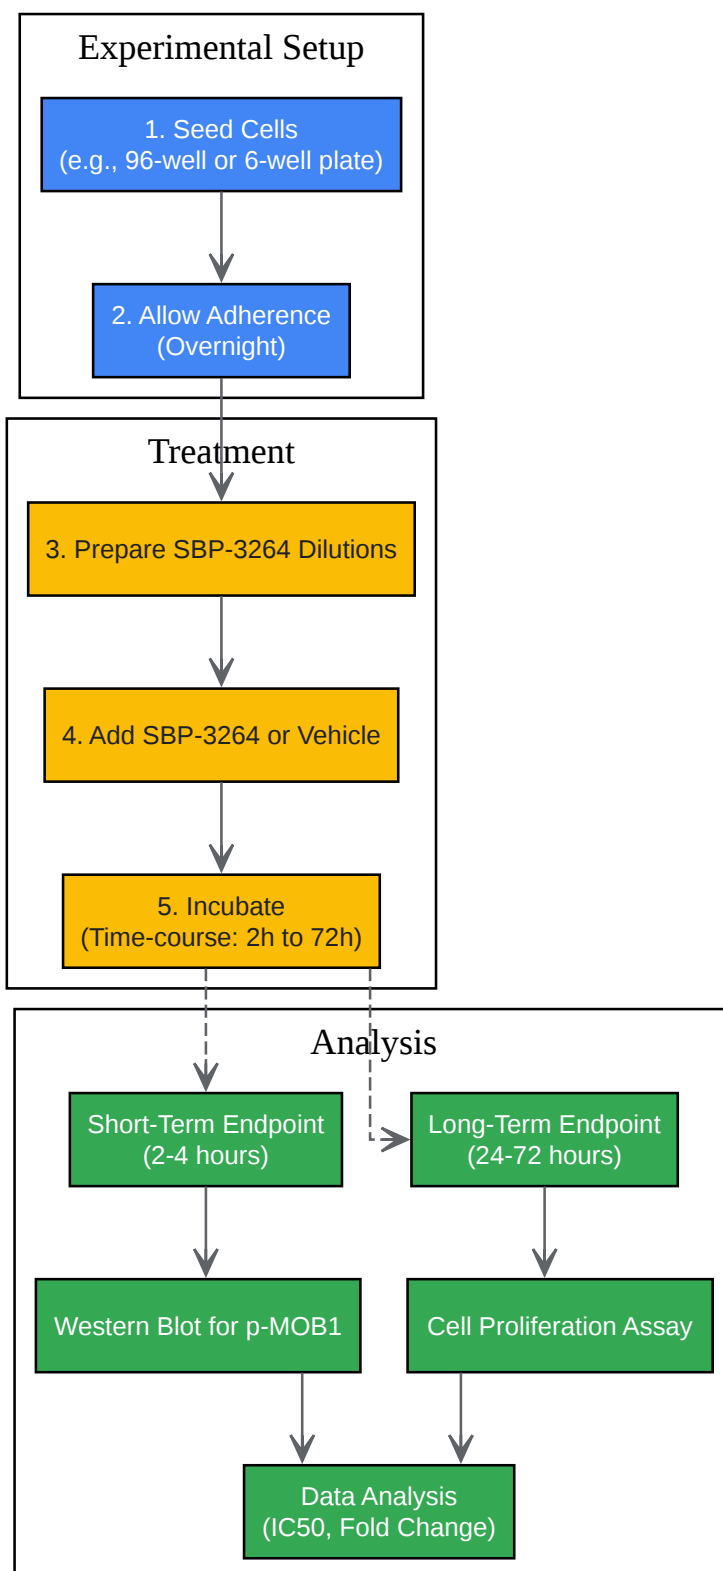 Experimental Setup
1. Seed Cells
(e.g., 96-well or 6-well plate)
2. Allow Adherence
(Overnight)
Treatment
3. Prepare SBP-3264 Dilutions
4. Add SBP-3264 or Vehicle
5. Incubate
(Time-course: 2h to 72h)
Analysis
Short-Term Endpoint
(2-4 hours)
Long-Term Endpoint
(24-72 hours)
Western Blot for p-MOB1
Cell Proliferation Assay
Data Analysis
(IC50, Fold Change)